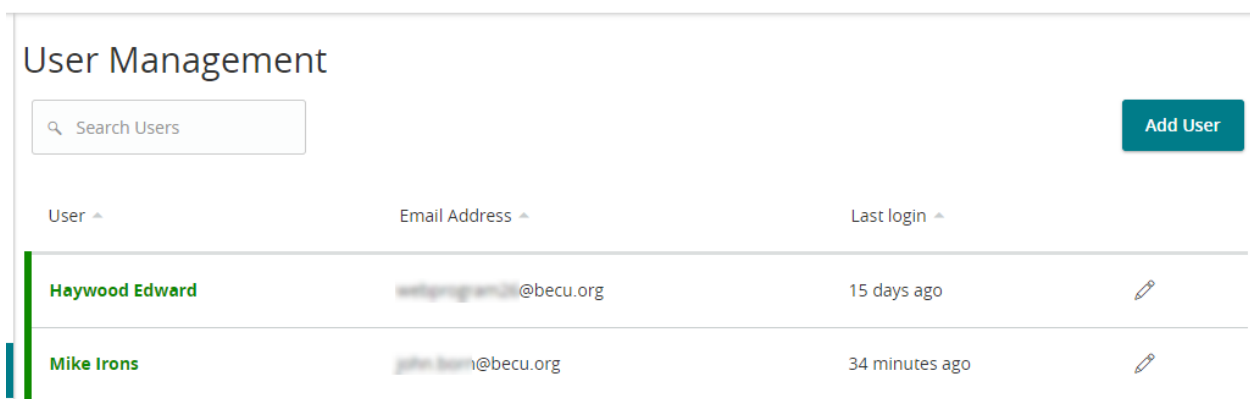 User Management
Search Users
Add User
User Email Address Last login
Haywood Edward @becu.org 15 days ago
Mike Irons @becu.org 34 minutes ago